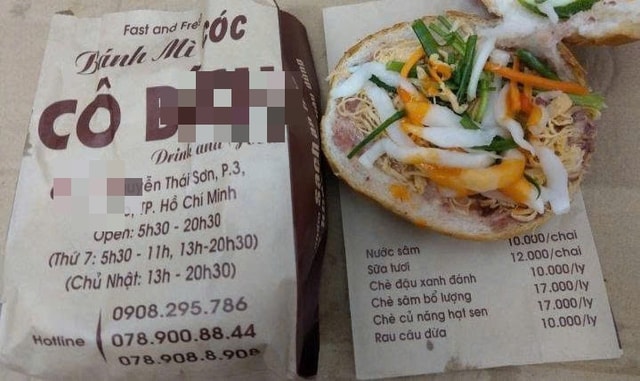 Fast and Fre
CÓC
Bánh Mì
CÔ
Drink and
uyễn Thái Sơn, P.3,
TP. Hồ Chí Minh
Open: 5h30 - 20h30
(Thứ 7: 5h30 - 11h, 13h-20h30)
(Chủ Nhật: 13h - 20h30)
Hotline
0908.295.786
078.900.88.44
078.908.8.908
Nước sâm 10.000/chai
Sữa tươi 12.000/chai
Chè đậu xanh đánh 10.000/ly
Chè sâm bổ lượng 17.000/ly
Chè củ năng hạt sen 17.000/ly
Rau câu dừa 10.000/ly